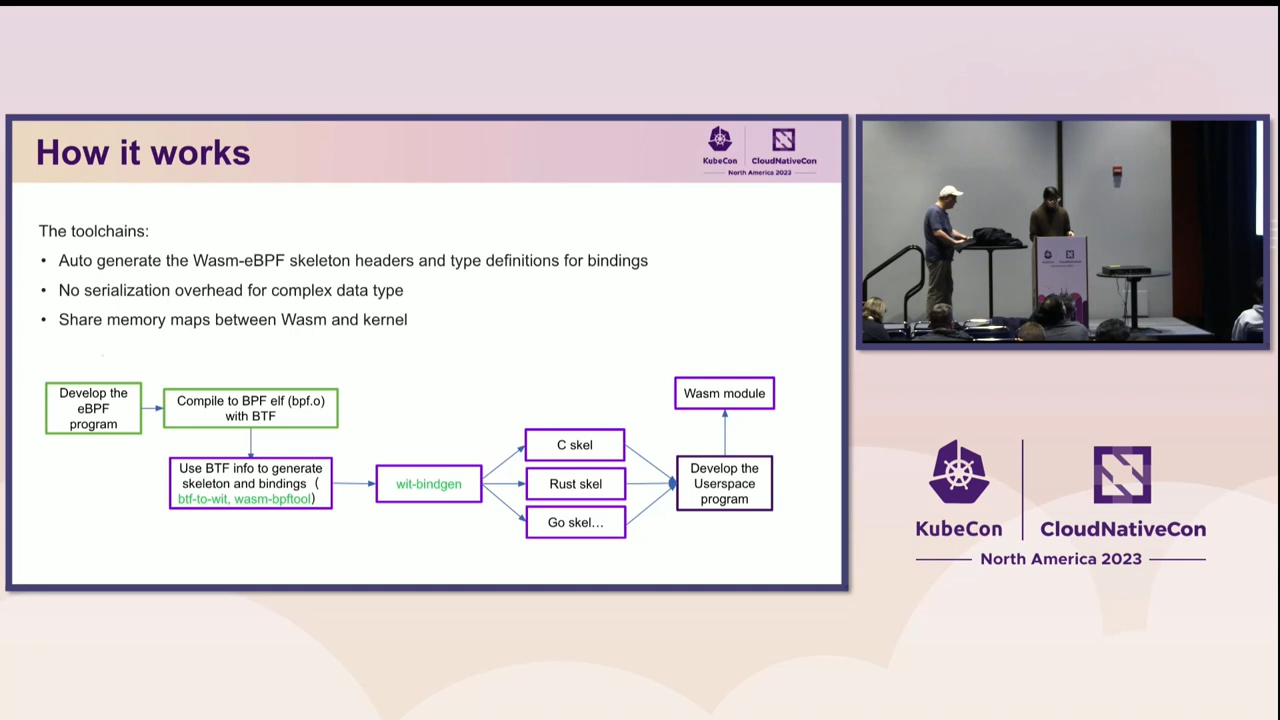 How it works
KubeCon
CloudNativeCon
North America 2023
The toolchains:
• Auto generate the Wasm-eBPF skeleton headers and type definitions for bindings
• No serialization overhead for complex data type
• Share memory maps between Wasm and kernel
Develop the
eBPF
program
Compile to BPF elf (bpf.o)
with BTF
Use BTF info to generate
skeleton and bindings (
btf-to-wit, wasm-bpftool)
wit-bindgen
C skel
Rust skel
Go skel...
Wasm module
Develop the
Userspace
program
KubeCon
CloudNativeCon
North America 2023